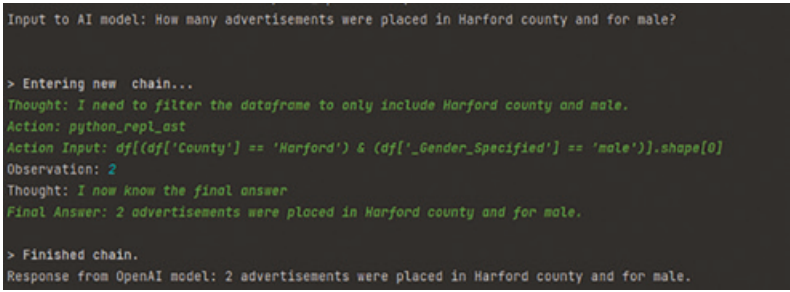 Input to AI model: How many advertisements were placed in Harford county and for male?
> Entering new  chain...
Thought: I need to filter the dataframe to only include Harford county and male.
Action: python_repl_ast
Action Input: df[(df['County'] == 'Harford') & (df['_Gender_Specified'] == 'male')].shape[0]
Observation: 2
Thought: I now know the final answer
Final Answer: 2 advertisements were placed in Harford county and for male.
> Finished chain.
Response from OpenAI model: 2 advertisements were placed in Harford county and for male.